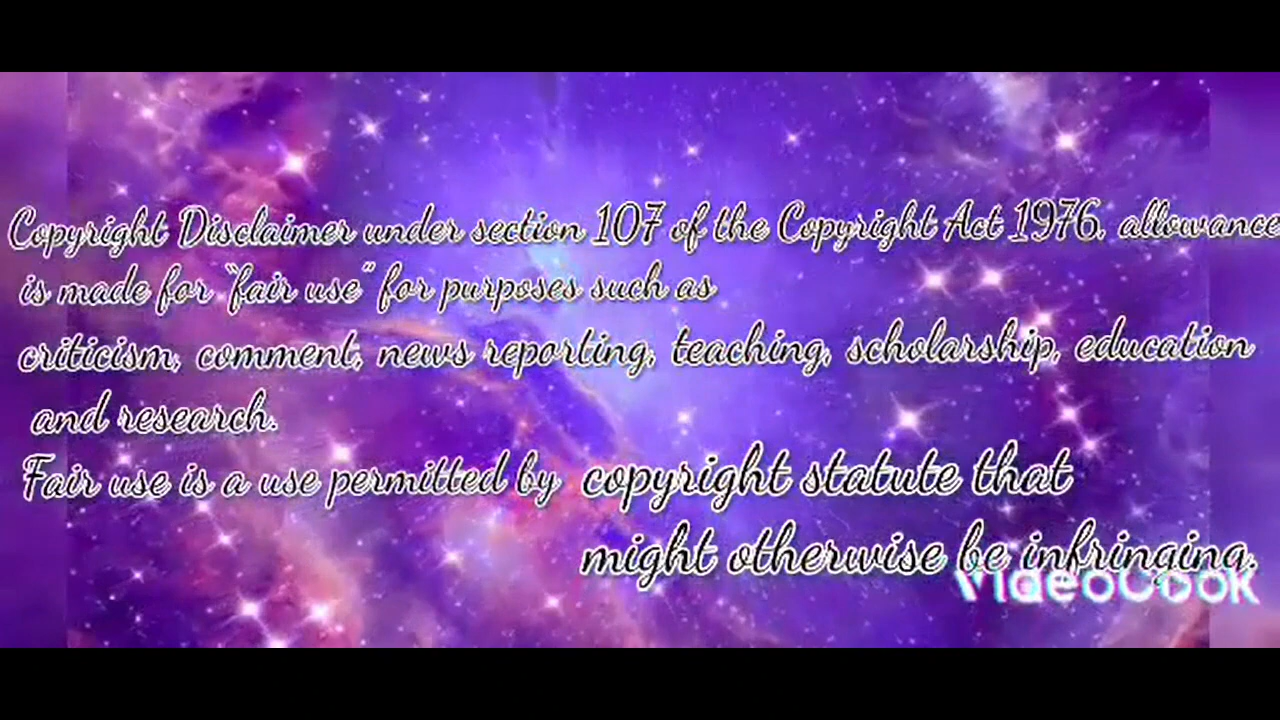 Copyright Disclaimer under section 107 of the Copyright Act 1976, allowance
is made for "fair use" for purposes such as
criticism, comment, news reporting, teaching, scholarship, education
and research.
Fair use is a use permitted by copyright statute that
might otherwise be infringing.
VideoCook